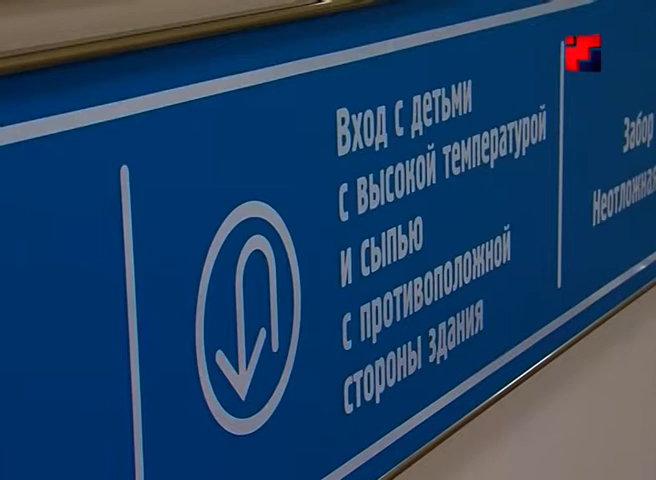 Вход с детьми
с высокой температурой
и сыпью
с противоположной
стороны здания
Забор
Неотложная